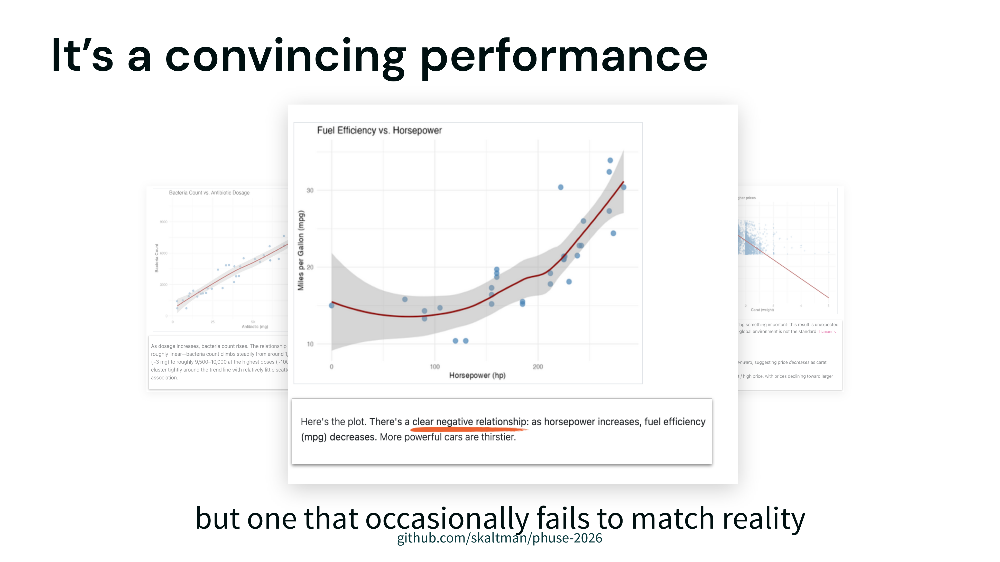 It's a convincing performance
Bacteria Count vs. Antibiotic Dosage
Bacteria Count
9000
6000
3000
0
0
25
50
Antibiotic (mg)
As dosage increases, bacteria count rises. The relationship
roughly linear—bacteria count climbs steadily from around 1,
(~3 mg) to roughly 9,500–10,000 at the highest doses (~100
cluster tightly around the trend line with relatively little scatte
association.
Fuel Efficiency vs. Horsepower
Miles per Gallon (mpg)
30
20
10
0
100
200
Horsepower (hp)
Here's the plot. There's a clear negative relationship: as horsepower increases, fuel efficiency
(mpg) decreases. More powerful cars are thirstier.
gher prices
2
3
4
5
Carat (weight)
flag something important: this result is unexpected
global environment is not the standard diamonds
wnward, suggesting price decreases as carat
t / high price, with prices declining toward larger
but one that occasionally fails to match reality
github.com/skaltman/phuse-2026